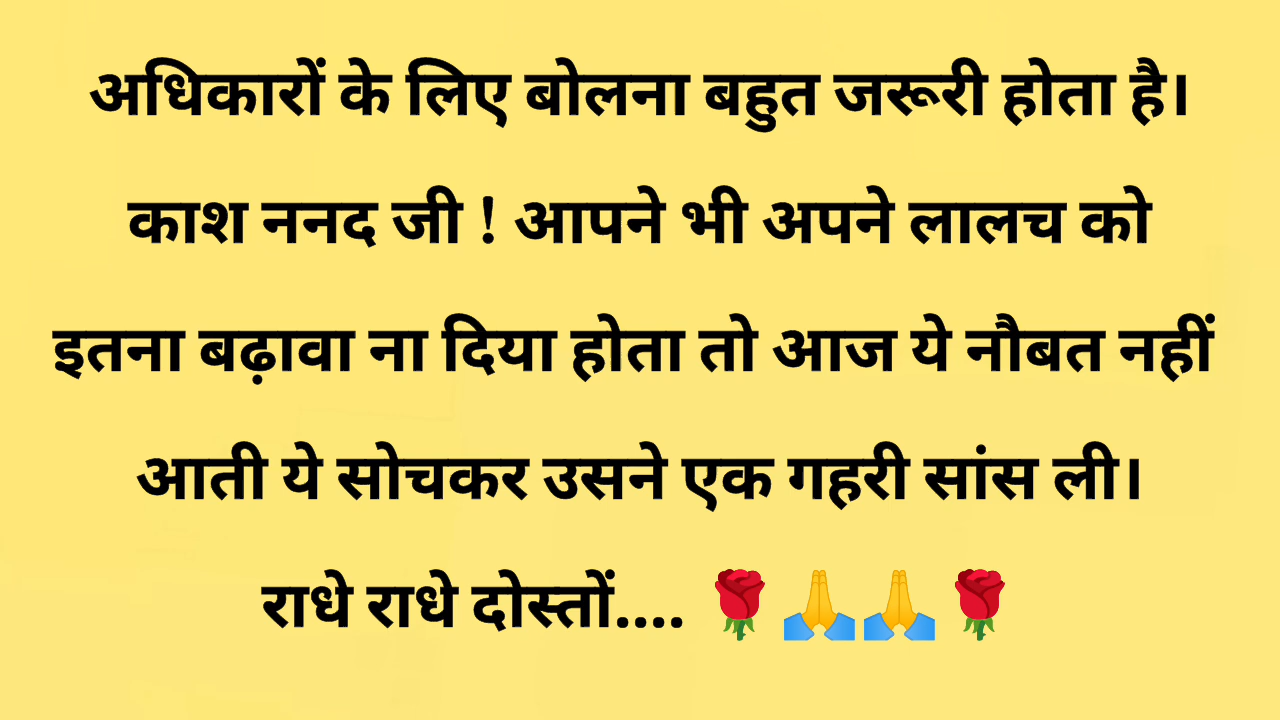 अधिकारों के लिए बोलना बहुत जरूरी होता है।
काश ननद जी ! आपने भी अपने लालच को
इतना बढ़ावा ना दिया होता तो आज ये नौबत नहीं
आती ये सोचकर उसने एक गहरी सांस ली।
राधे राधे दोस्तों.... 🌹🙏🙏🌹